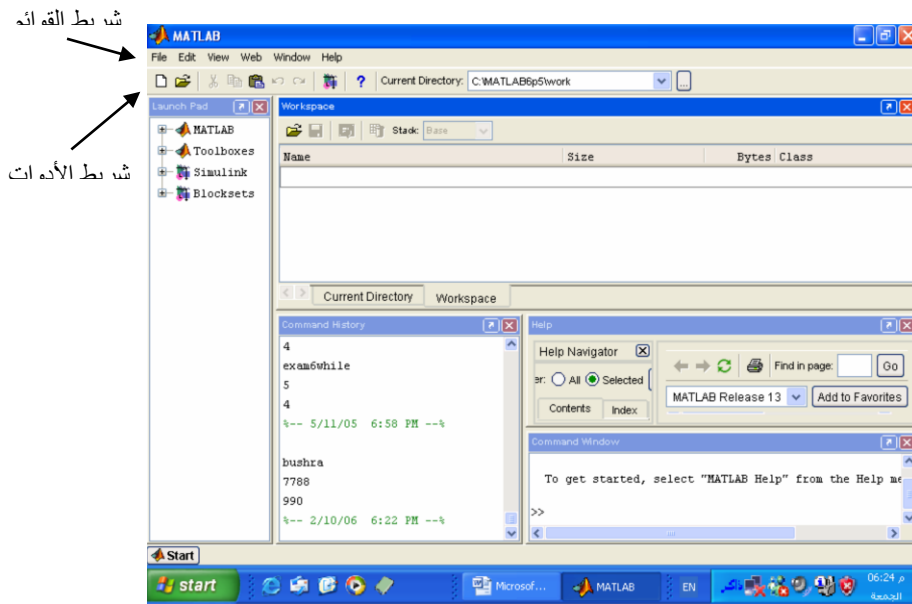 شريط القوائم
MATLAB
File Edit View Web Window Help
? Current Directory: C:\MATLAB6p5\work ...
شريط الأدوات
Launch Pad
MATLAB
Toolboxes
Simulink
Blocksets
Workspace
Stack: Base
Name Size Bytes Class
Current Directory Workspace
Command History
4
exam6while
5
4
%-- 5/11/05 6:58 PM --%
bushra
7788
990
%-- 2/10/06 6:22 PM --%
Help
Help Navigator
er: All Selected
Contents Index
Find in page: Go
MATLAB Release 13 Add to Favorites
Command Window
To get started, select "MATLAB Help" from the Help me
>>
Start
start Microsof... MATLAB EN 06:24 م
الجمعة